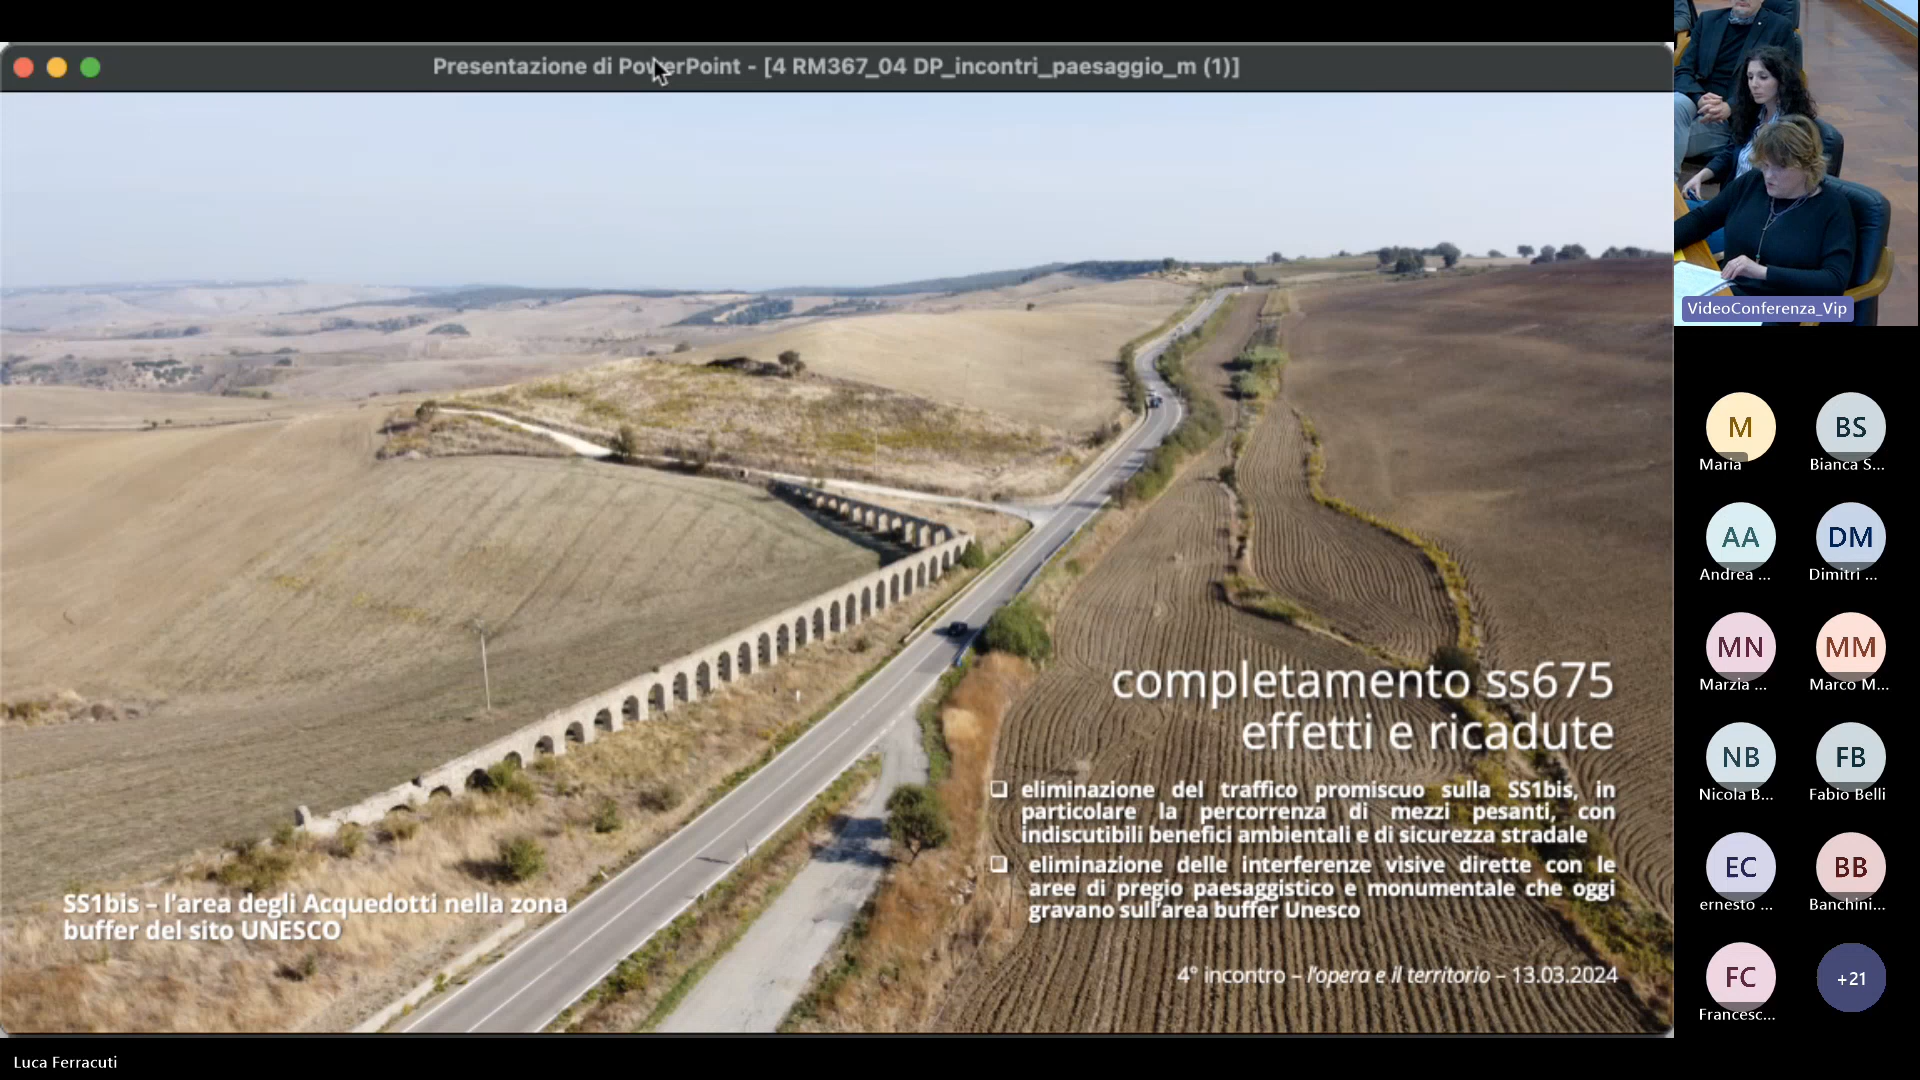 Presentazione di PowerPoint - [4 RM367_04 DP_incontri_paesaggio_m (1)]
completamento ss675
effetti e ricadute
eliminazione del traffico promiscuo sulla SS1bis, in
particolare la percorrenza di mezzi pesanti, con
indiscutibili benefici ambientali e di sicurezza stradale
eliminazione delle interferenze visive dirette con le
aree di pregio paesaggistico e monumentale che oggi
gravano sull'area buffer Unesco
SS1bis – l'area degli Acquedotti nella zona
buffer del sito UNESCO
4° incontro – l'opera e il territorio – 13.03.2024
Luca Ferracuti
VideoConferenza_Vip
M
Maria
BS
Bianca S...
AA
Andrea ...
DM
Dimitri ...
MN
Marzia ...
MM
Marco M...
NB
Nicola B...
FB
Fabio Belli
EC
ernesto ...
BB
Banchini...
FC
Francesc...
+21